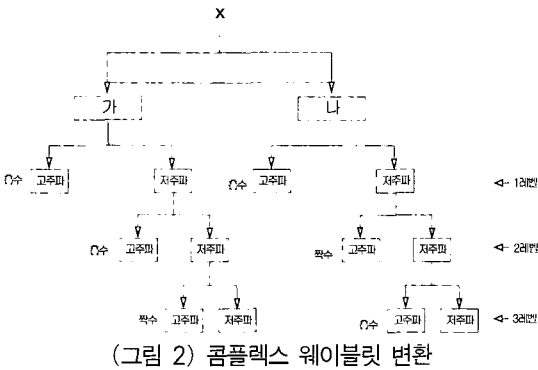 X
가 나
고주파 저주파 고주파 저주파 1레벨
고주파 저주파 짝수 고주파 저주파 2레벨
짝수 고주파 저주파 고주파 저주파 3레벨
(그림 2) 콤플렉스 웨이블릿 변환